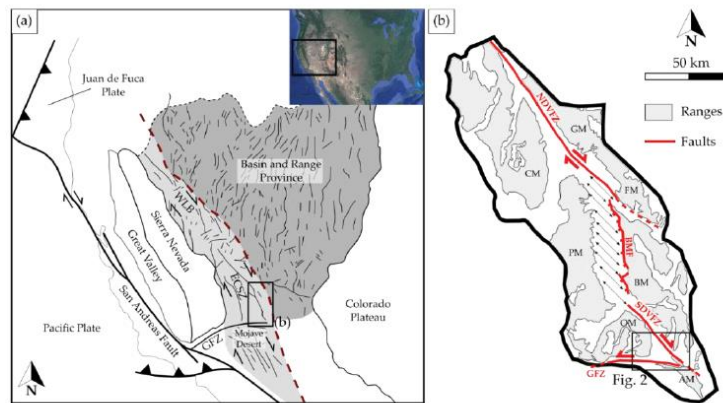 (a)
N
Juan de Fuca
Plate
Basin and Range
Province
WLB
Sierra Nevada
Great Valley
ECSZ
San Andreas Fault
(b)
Colorado
Plateau
Pacific Plate
GFZ
Mojave
Desert
N
(b)
N
50 km
Ranges
Faults
NDVFZ
GM
CM
FM
PM
BMF
BM
SDVFZ
OM
GFZ
Fig. 2
AM